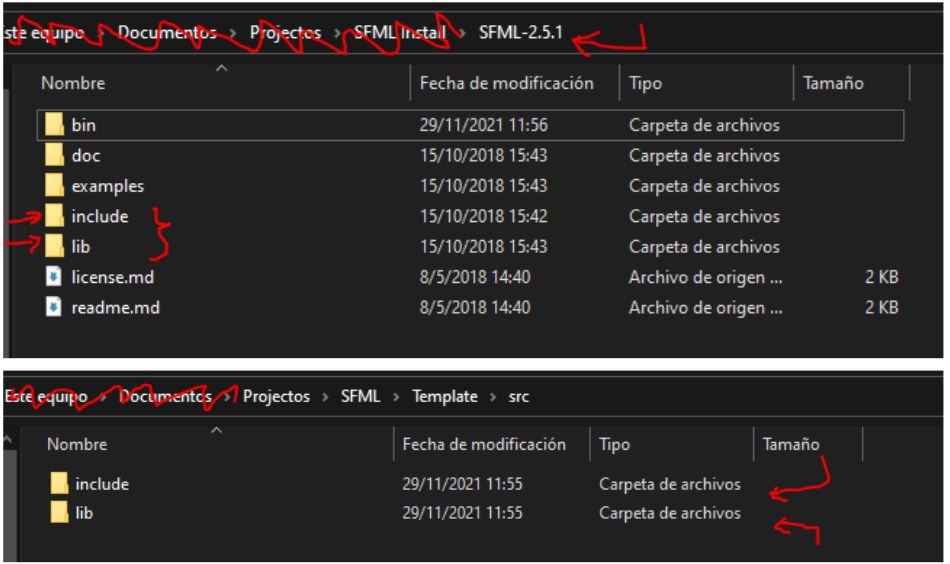 Este equipo > Documentos > Projectos > SFML Install > SFML-2.5.1
Nombre Fecha de modificación Tipo Tamaño
bin 29/11/2021 11:56 Carpeta de archivos
doc 15/10/2018 15:43 Carpeta de archivos
examples 15/10/2018 15:43 Carpeta de archivos
include 15/10/2018 15:42 Carpeta de archivos
lib 15/10/2018 15:43 Carpeta de archivos
license.md 8/5/2018 14:40 Archivo de origen ... 2 KB
readme.md 8/5/2018 14:40 Archivo de origen ... 2 KB
Este equipo > Documentos > Projectos > SFML > Template > src
Nombre Fecha de modificación Tipo Tamaño
include 29/11/2021 11:55 Carpeta de archivos
lib 29/11/2021 11:55 Carpeta de archivos